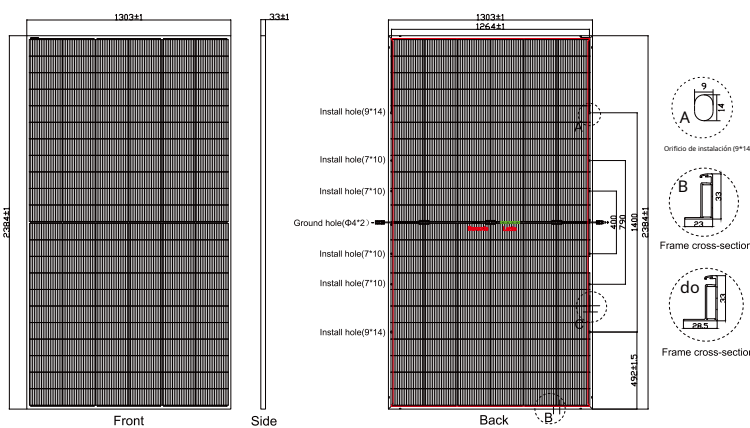 1303±1
33±1
1303±1
1264±1
2384±1
Install hole(9*14)
Install hole(7*10)
Install hole(7*10)
Ground hole(Φ4*2)
Install hole(7*10)
Install hole(7*10)
Install hole(9*14)
A
C
B
400
790
1400
2384±1
492±1.5
9
14
A
Orificio de instalación (9*14
B
33
23
Frame cross-section
do
33
28.5
Frame cross-section
Front
Side
Back